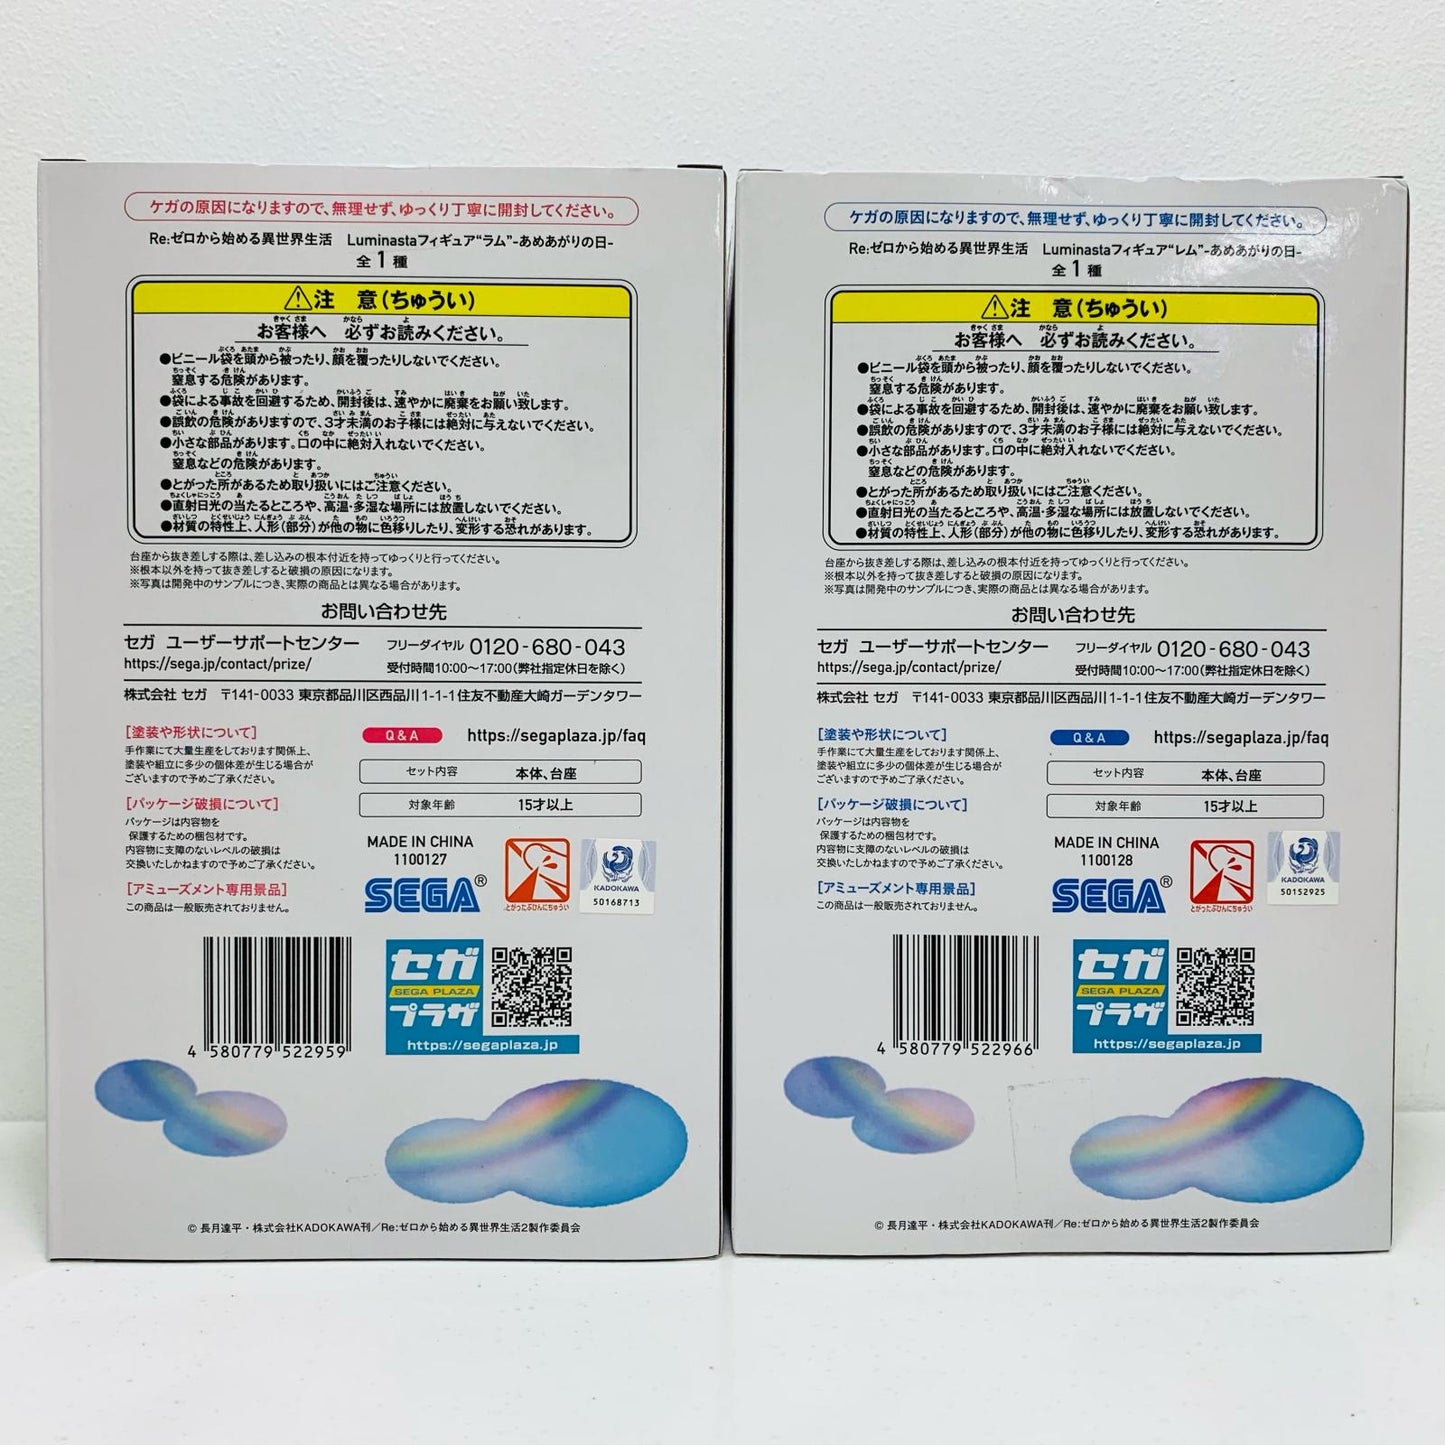 ケガの原因になりますので、無理せず、ゆっくり丁寧に開封してください。
Re:ゼロから始める異世界生活 Luminastaフィギュア“ラム”-あめあがりの日-
全1種
⚠注 意(ちゅうい)
お客様へ 必ずお読みください。
●ビニール袋を頭から被ったり、顔を覆ったりしないでください。
窒息する危険があります。
●袋による事故を回避するため、開封後は、速やかに廃棄をお願い致します。
●誤飲の危険がありますので、3才未満のお子様には絶対に与えないでください。
●小さな部品があります。口の中に絶対入れないでください。
窒息などの危険があります。
●とがった所があるため取り扱いにはご注意ください。
●直射日光の当たるところや、高温・多湿な場所には放置しないでください。
●材質の特性上、人形(部分)が他の物に色移りしたり、変形する恐れがあります。
台座から抜き差しする際は、差し込みの根本付近を持ってゆっくりと行ってください。
※根本以外を持って抜き差しすると破損の原因になります。
※写真は開発中のサンプルにつき、実際の商品とは異なる場合があります。
お問い合わせ先
セガ ユーザーサポートセンター フリーダイヤル 0120-680-043
https://sega.jp/contact/prize/ 受付時間10:00〜17:00(弊社指定休日を除く)
株式会社 セガ 〒141-0033 東京都品川区西品川1-1-1住友不動産大崎ガーデンタワー
[塗装や形状について]
手作業にて大量生産をしております関係上、
塗装や組立に多少の個体差が生じる場合が
ございますので予めご了承ください。
[パッケージ破損について]
パッケージは内容物を
保護するための梱包材です。
内容物に支障のないレベルの破損は
交換いたしかねますので予めご了承ください。
[アミューズメント専用景品]
この商品は一般販売されておりません。
Q&A https://segaplaza.jp/faq
セット内容 本体、台座
対象年齢 15才以上
MADE IN CHINA
1100127
SEGA®
とがったぶひんにちゅうい
KADOKAWA
50168713
4 580779 522959
セガ
SEGA PLAZA
プラザ
https://segaplaza.jp
© 長月達平・株式会社KADOKAWA刊／Re:ゼロから始める異世界生活2製作委員会
ケガの原因になりますので、無理せず、ゆっくり丁寧に開封してください。
Re:ゼロから始める異世界生活 Luminastaフィギュア“レム”-あめあがりの日-
全1種
⚠注 意(ちゅうい)
お客様へ 必ずお読みください。
●ビニール袋を頭から被ったり、顔を覆ったりしないでください。
窒息する危険があります。
●袋による事故を回避するため、開封後は、速やかに廃棄をお願い致します。
●誤飲の危険がありますので、3才未満のお子様には絶対に与えないでください。
●小さな部品があります。口の中に絶対入れないでください。
窒息などの危険があります。
●とがった所があるため取り扱いにはご注意ください。
●直射日光の当たるところや、高温・多湿な場所には放置しないでください。
●材質の特性上、人形(部分)が他の物に色移りしたり、変形する恐れがあります。
台座から抜き差しする際は、差し込みの根本付近を持ってゆっくりと行ってください。
※根本以外を持って抜き差しすると破損の原因になります。
※写真は開発中のサンプルにつき、実際の商品とは異なる場合があります。
お問い合わせ先
セガ ユーザーサポートセンター フリーダイヤル 0120-680-043
https://sega.jp/contact/prize/ 受付時間10:00〜17:00(弊社指定休日を除く)
株式会社 セガ 〒141-0033 東京都品川区西品川1-1-1住友不動産大崎ガーデンタワー
[塗装や形状について]
手作業にて大量生産をしております関係上、
塗装や組立に多少の個体差が生じる場合が
ございますので予めご了承ください。
[パッケージ破損について]
パッケージは内容物を
保護するための梱包材です。
内容物に支障のないレベルの破損は
交換いたしかねますので予めご了承ください。
[アミューズメント専用景品]
この商品は一般販売されておりません。
Q&A https://segaplaza.jp/faq
セット内容 本体、台座
対象年齢 15才以上
MADE IN CHINA
1100128
SEGA®
とがったぶひんにちゅうい
KADOKAWA
50152925
4 580779 522966
セガ
SEGA PLAZA
プラザ
https://segaplaza.jp
© 長月達平・株式会社KADOKAWA刊／Re:ゼロから始める異世界生活2製作委員会